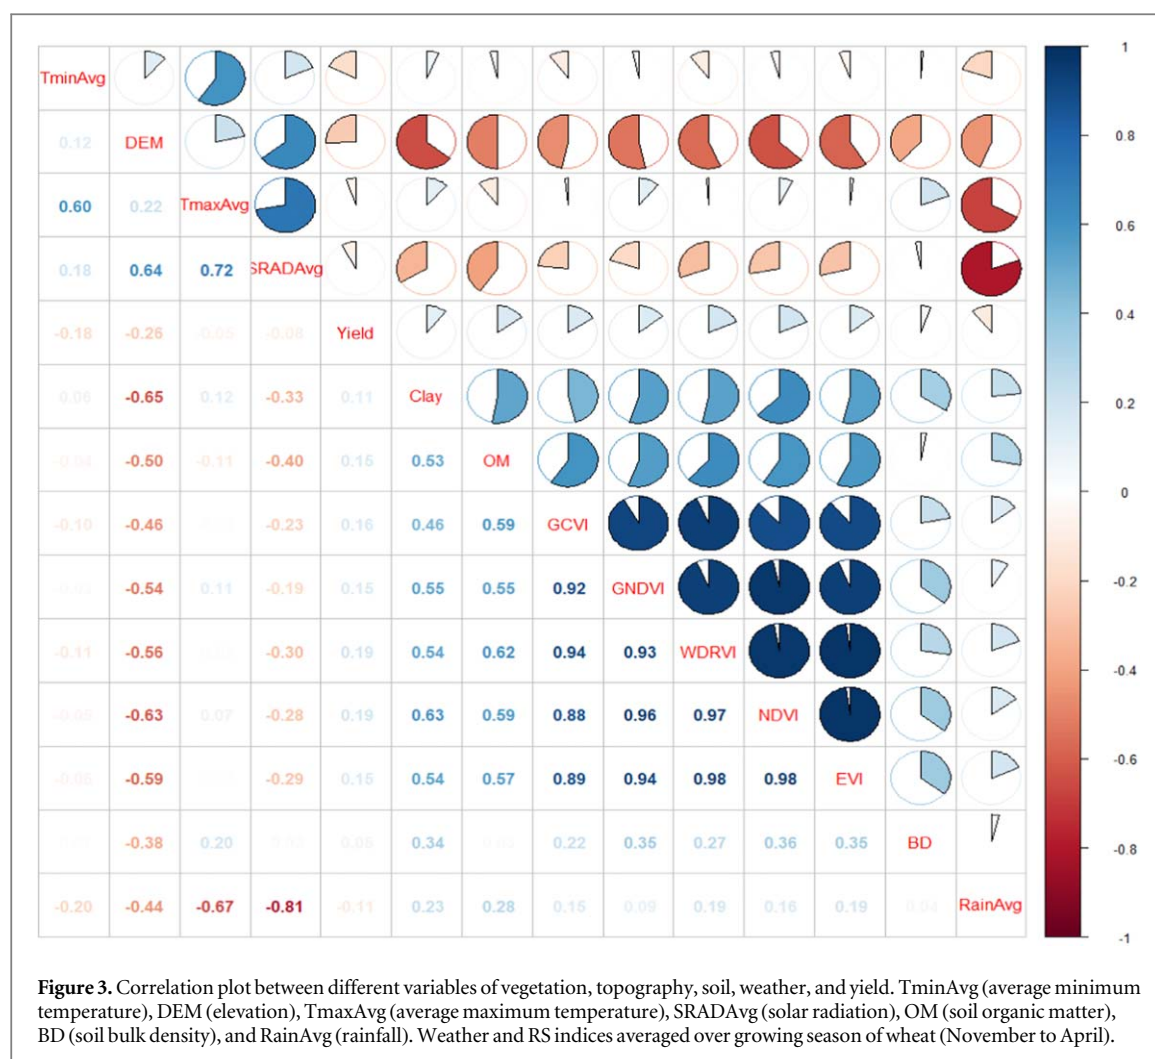 TminAvg
1
0.12 DEM
0.8
0.60 0.22 TmaxAvg
0.6
0.18 0.64 0.72 SRADAvg
0.4
-0.18 -0.26 -0.05 -0.08 Yield
0.2
0.06 -0.65 0.12 -0.33 0.11 Clay
-0.50 -0.11 -0.40 0.15 0.53 OM
0
-0.10 -0.46 -0.23 0.16 0.46 0.59 GCVI
-0.54 0.11 -0.19 0.15 0.55 0.55 0.92 GNDVI
-0.2
-0.11 -0.56 -0.30 0.19 0.54 0.62 0.94 0.93 WDRVI
-0.4
-0.05 -0.63 0.07 -0.28 0.19 0.63 0.59 0.88 0.96 0.97 NDVI
-0.6
-0.59 -0.29 0.15 0.54 0.57 0.89 0.94 0.98 0.98 EVI
-0.38 0.20 0.05 0.34 0.22 0.35 0.27 0.36 0.35 BD
-0.8
-0.20 -0.44 -0.67 -0.81 -0.11 0.23 0.28 0.15 0.09 0.19 0.16 0.19 0.04 RainAvg
-1
Figure 3. Correlation plot between different variables of vegetation, topography, soil, weather, and yield. TminAvg (average minimum
temperature), DEM (elevation), TmaxAvg (average maximum temperature), SRADAvg (solar radiation), OM (soil organic matter),
BD (soil bulk density), and RainAvg (rainfall). Weather and RS indices averaged over growing season of wheat (November to April).